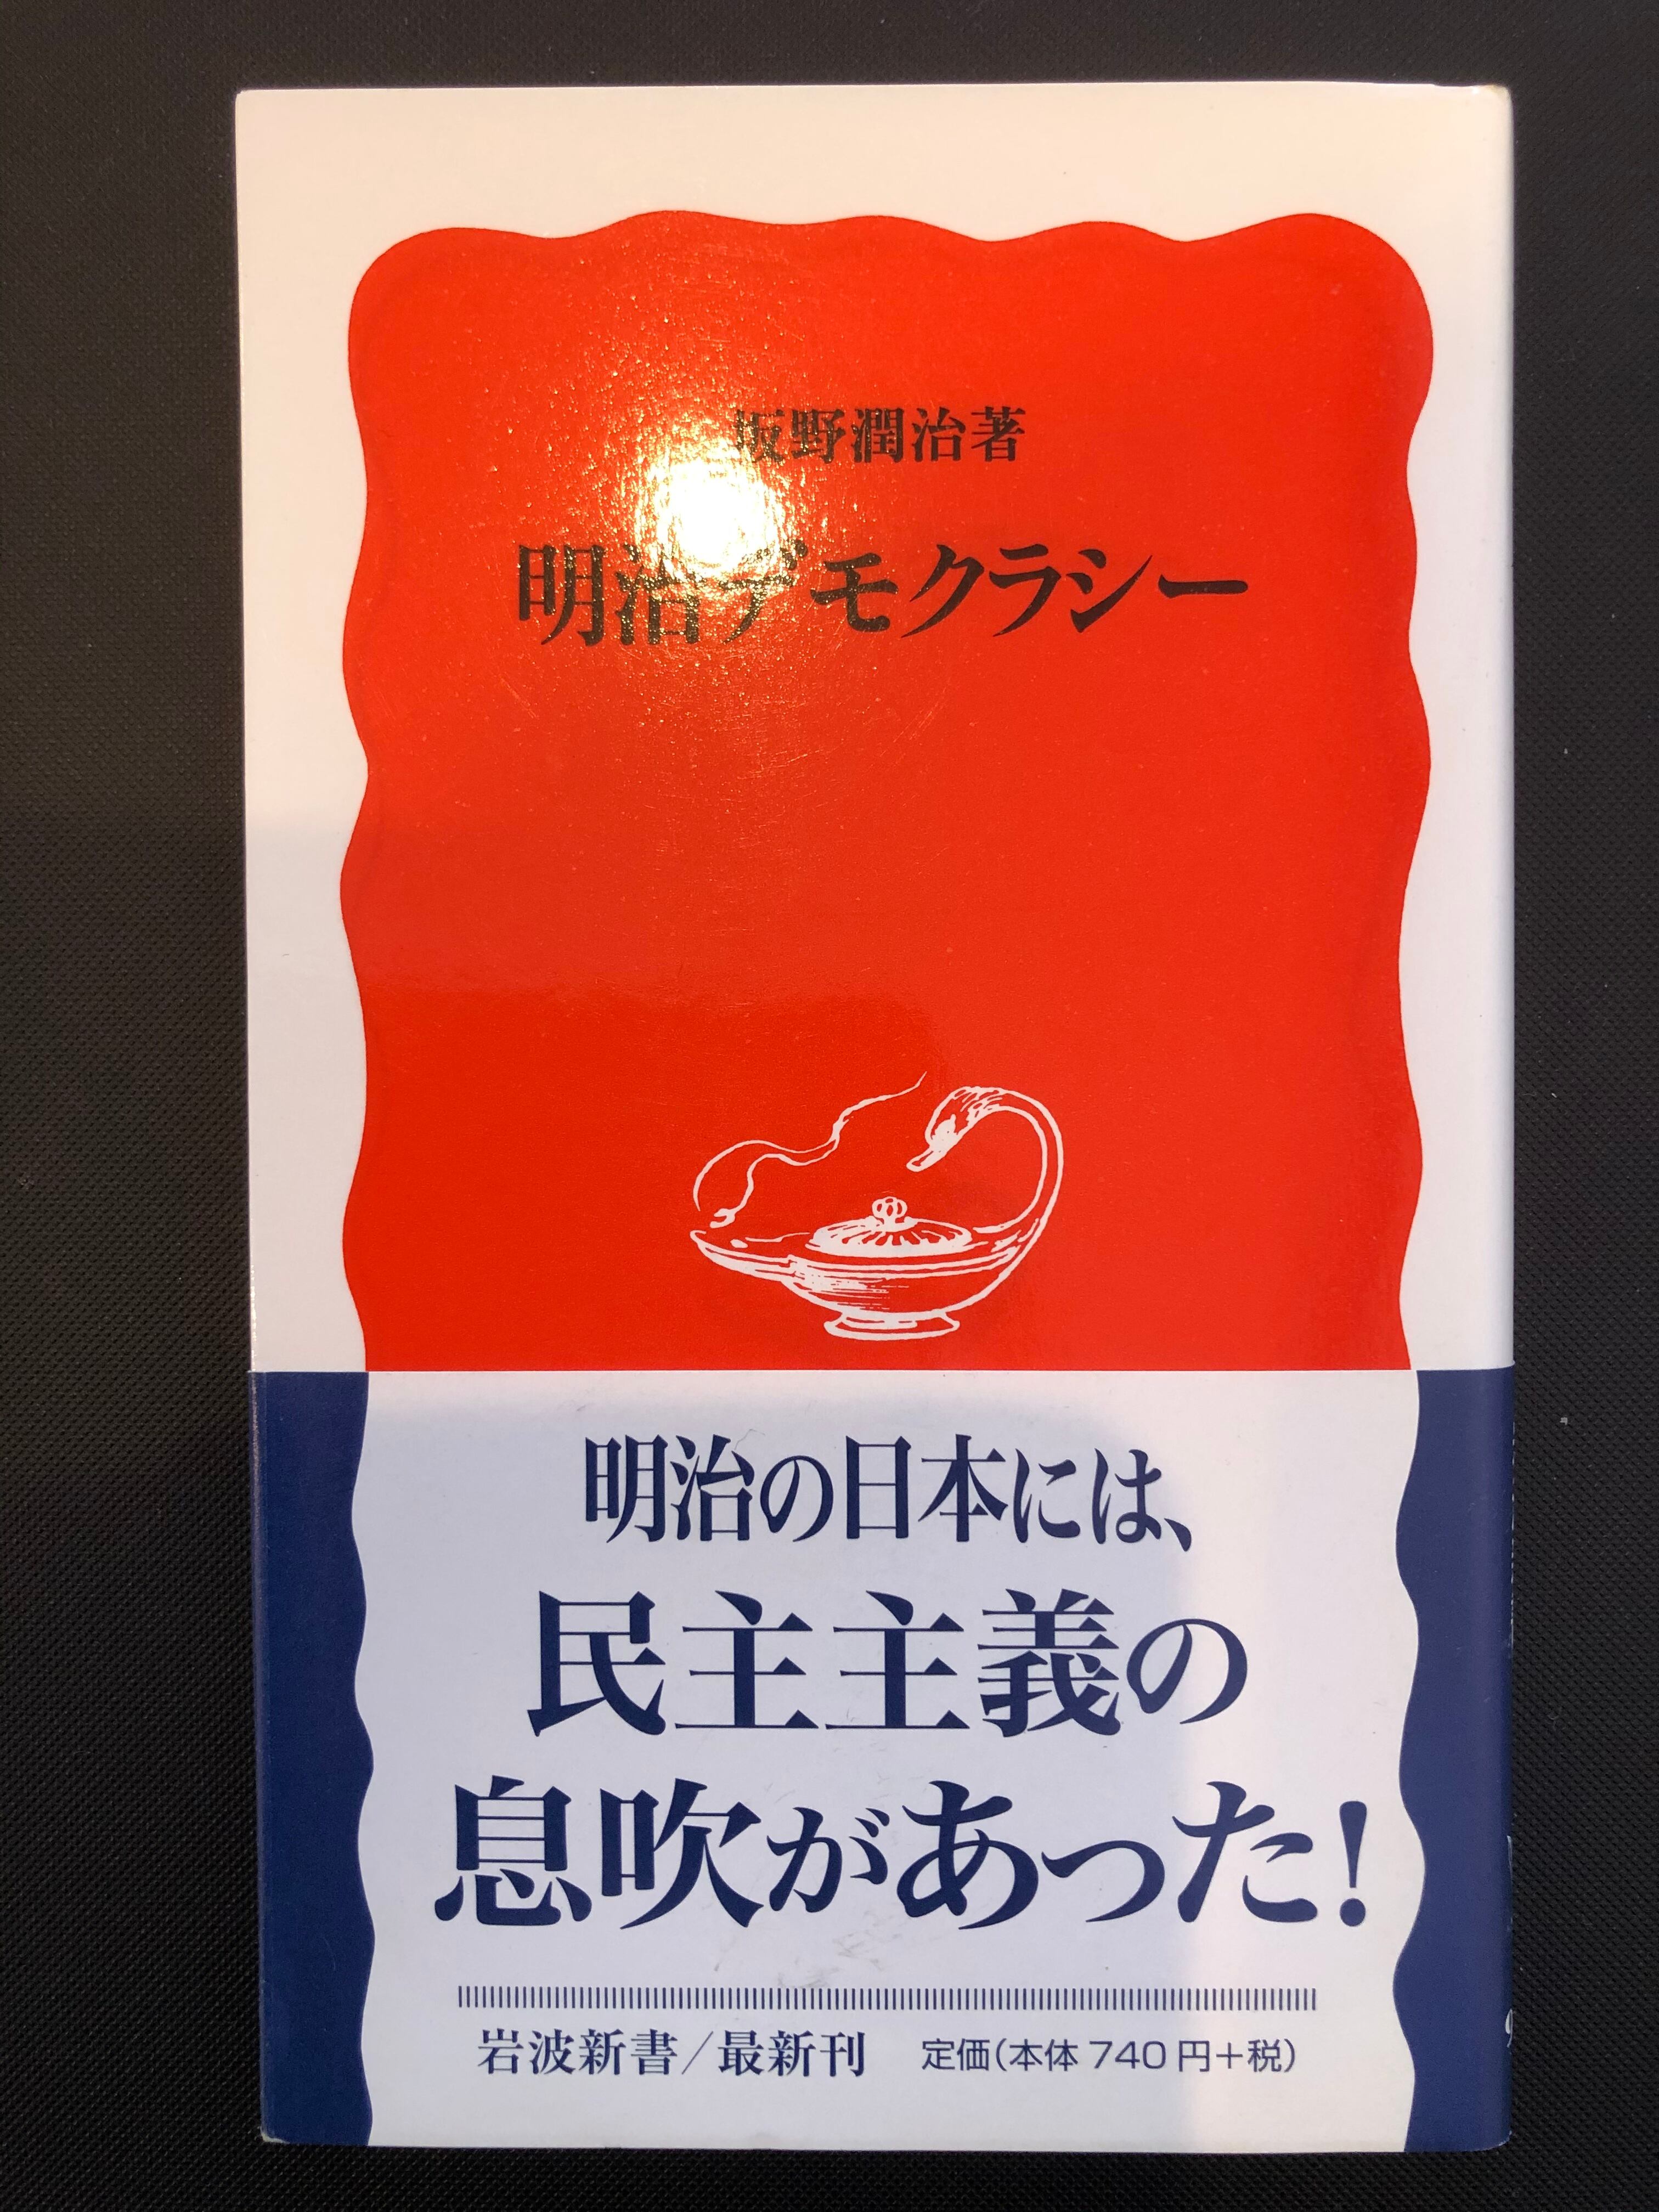 坂野潤治著
明治デモクラシー
明治の日本には、
民主主義の
息吹があった!
岩波新書/最新刊 定価(本体740円+税)